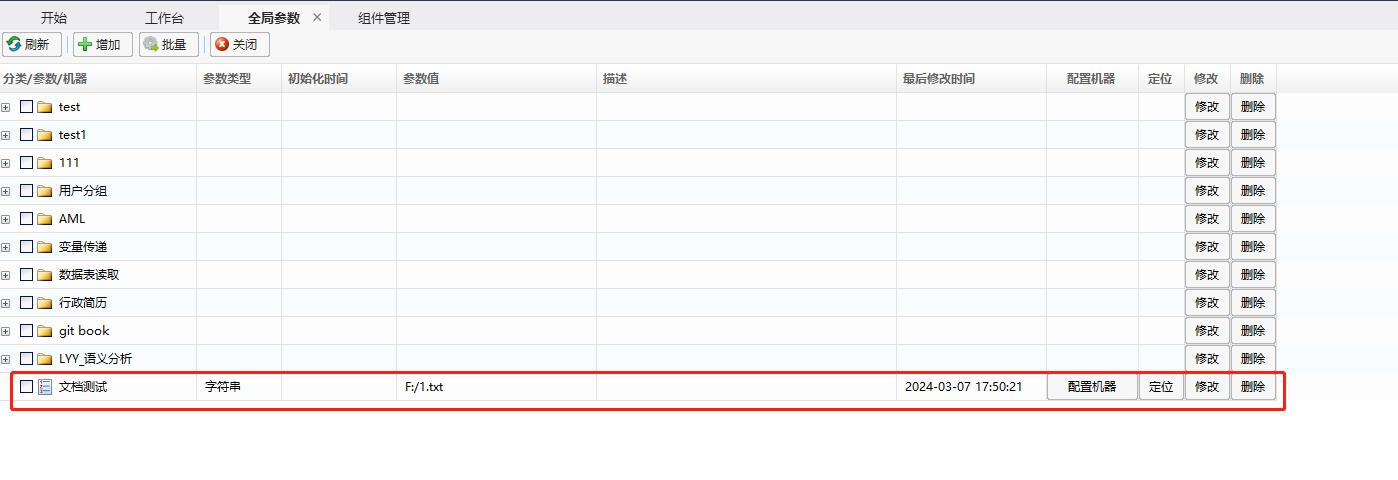 开始 工作台 全局参数 × 组件管理
刷新 增加 批量 关闭
分类/参数/机器 参数类型 初始化时间 参数值 描述 最后修改时间 配置机器 定位 修改 删除
test 修改 删除
test1 修改 删除
111 修改 删除
用户分组 修改 删除
AML 修改 删除
变量传递 修改 删除
数据表读取 修改 删除
行政简历 修改 删除
git book 修改 删除
LYY_语义分析 修改 删除
文档测试 字符串 F:/1.txt 2024-03-07 17:50:21 配置机器 定位 修改 删除